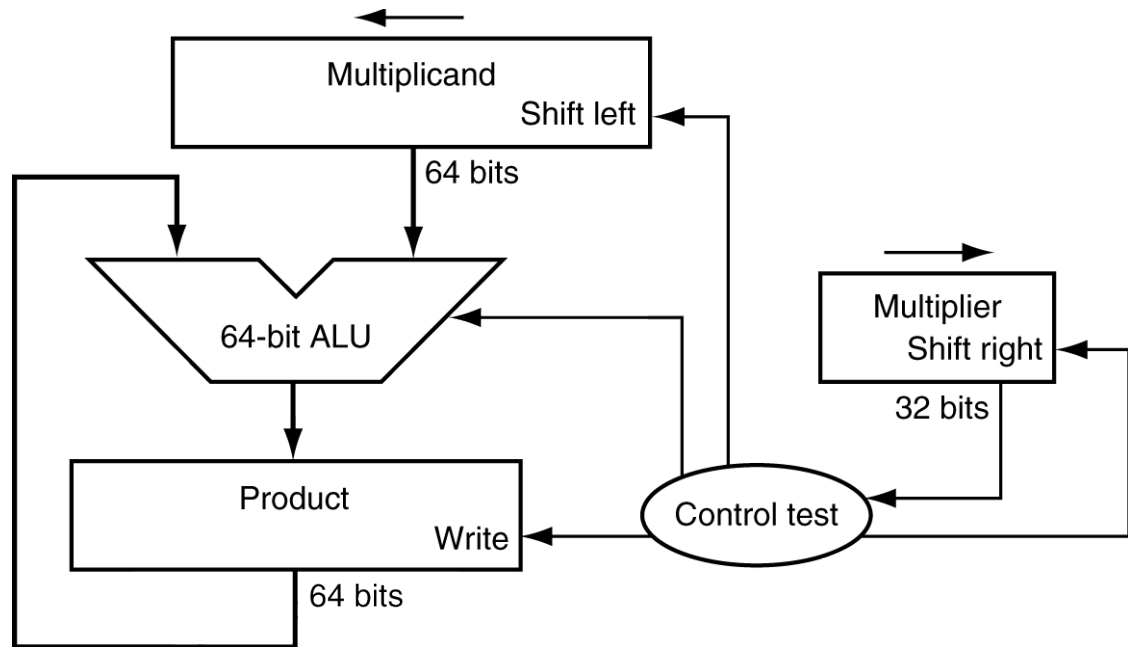 Multiplicand
Shift left
64 bits
64-bit ALU
Multiplier
Shift right
32 bits
Product
Write
Control test
64 bits